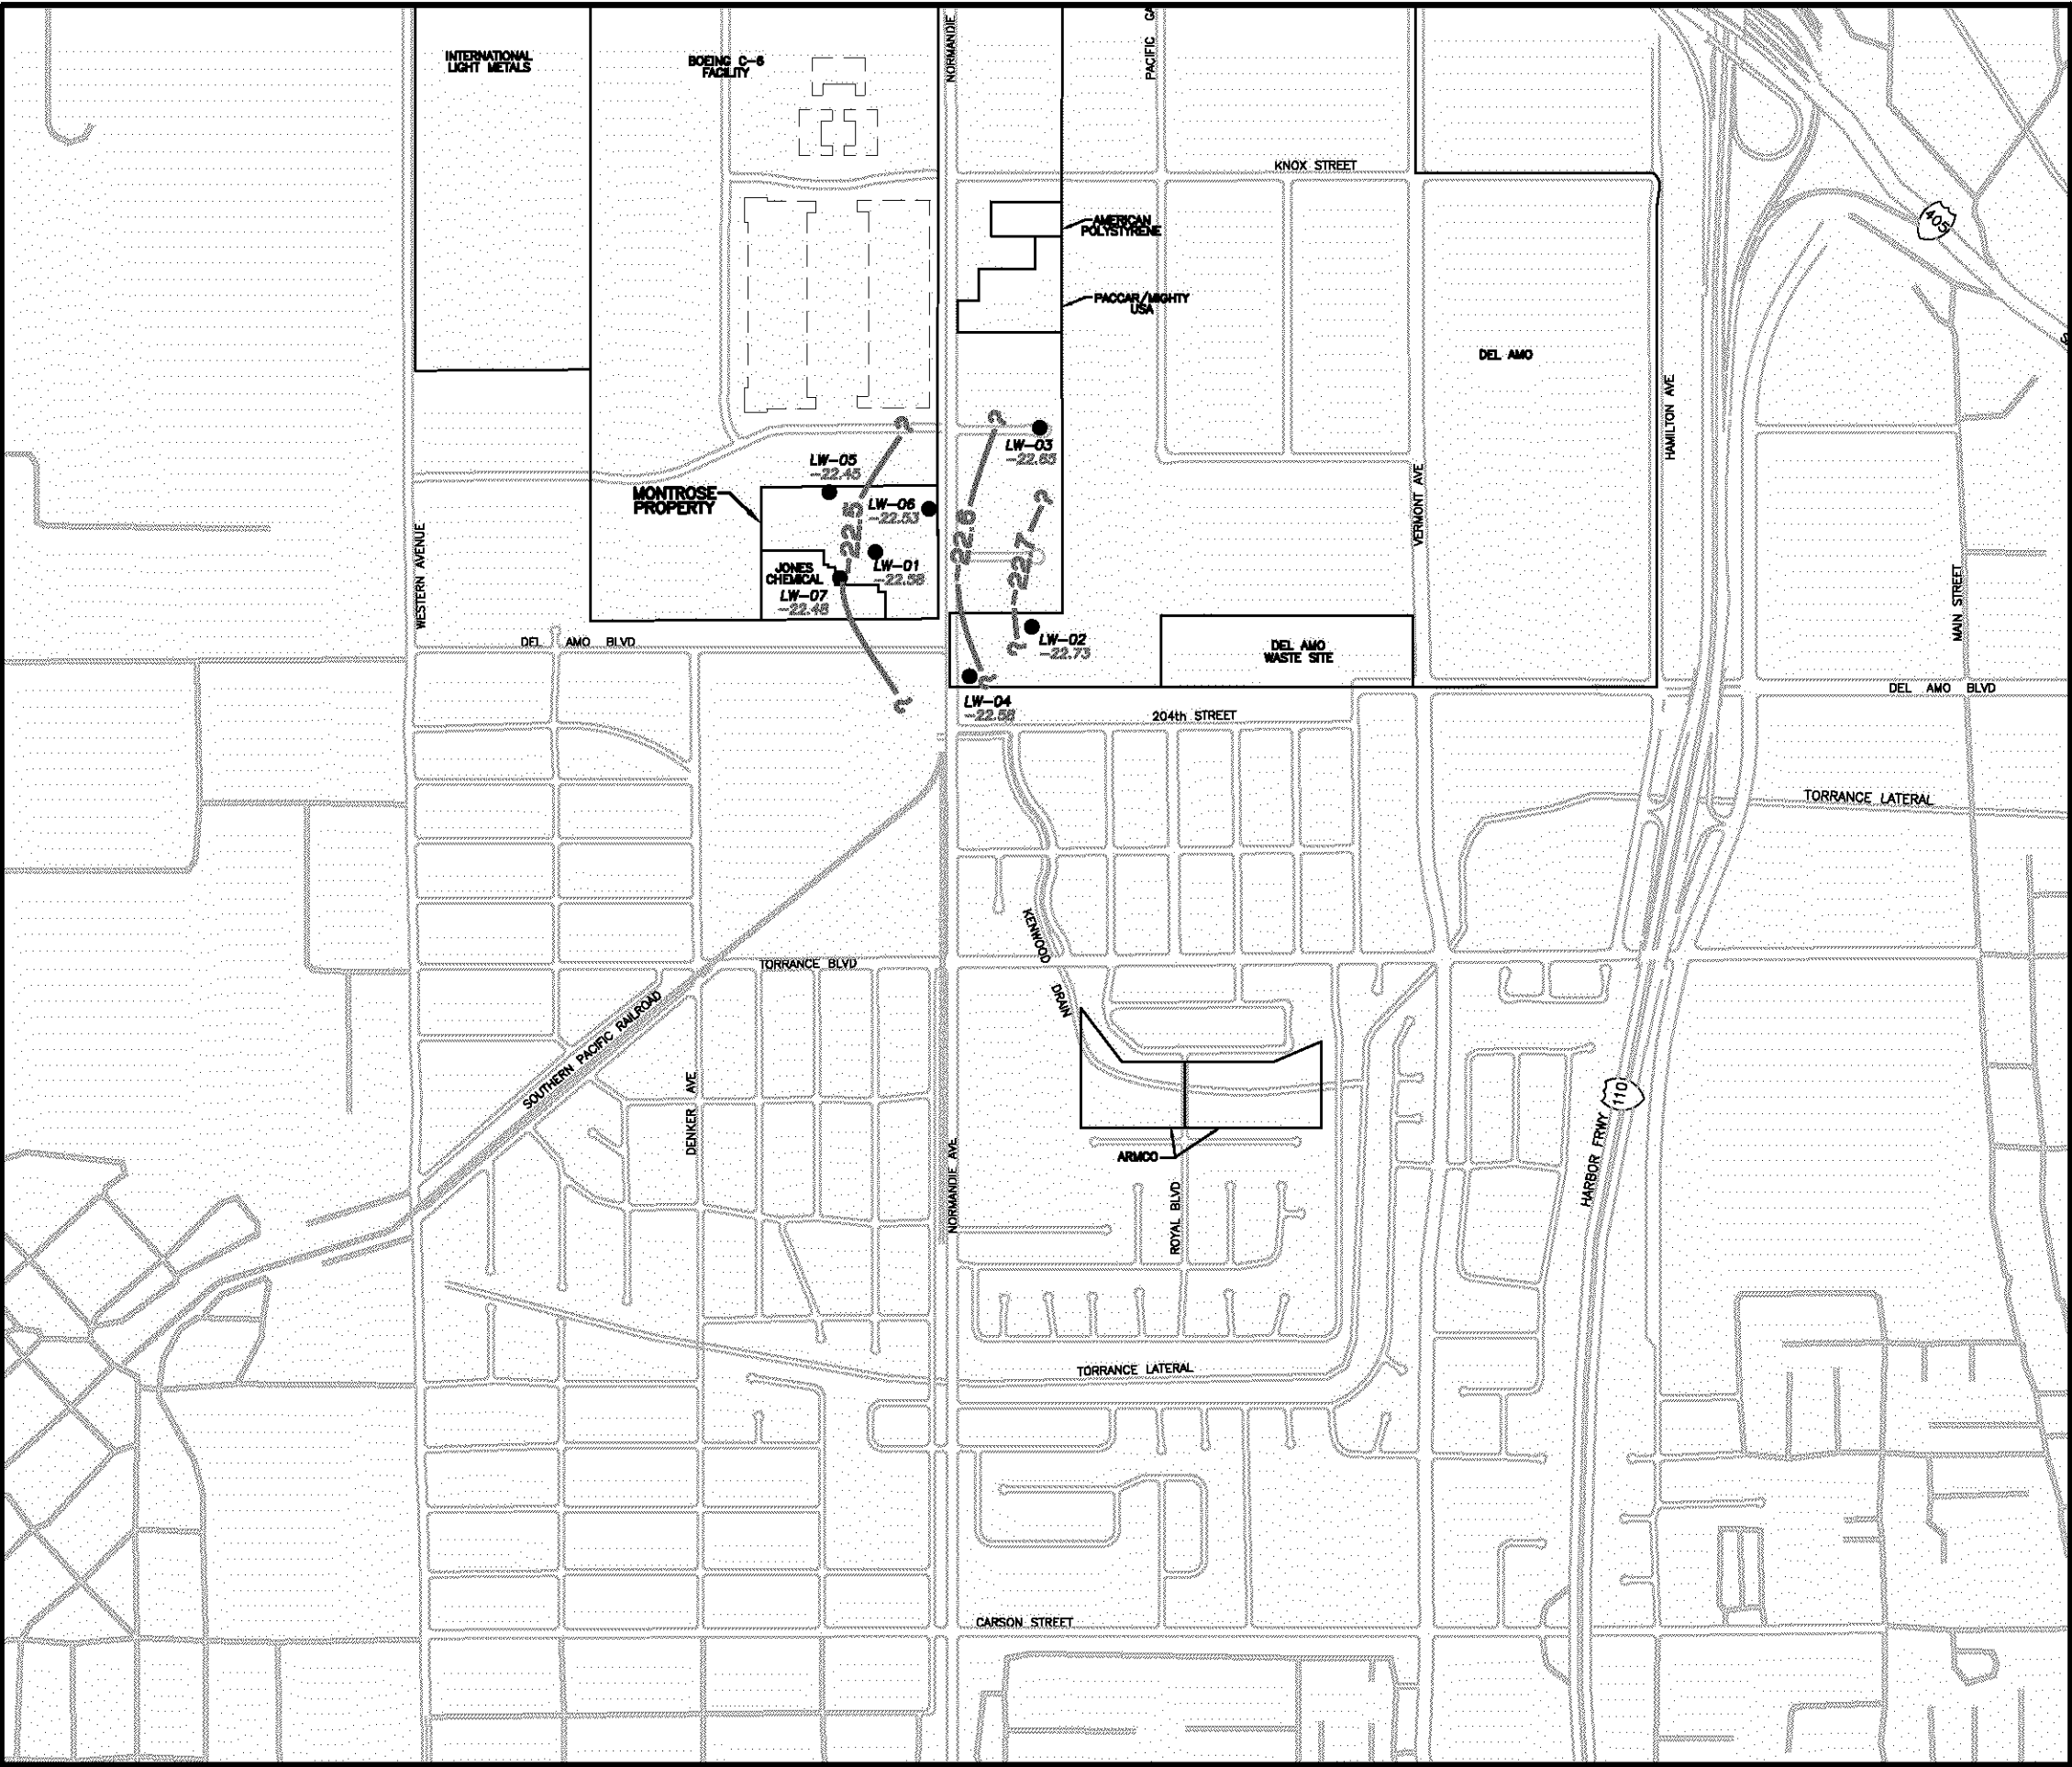 INTERNATIONAL
LIGHT METALS
BOEING C-6
FACILITY
NORMANDIE
PACIFIC
KNOX STREET
AMERICAN
POLYSTYRENE
405
PACCAR/MIGHTY
USA
DEL AMO
HAMILTON AVE
?
?
LW-03
-22.65
LW-05
-22.45
MONTROSE
PROPERTY
LW-06
-22.53
?
-22.5
-22.6
-22.7
VERMONT AVE
WESTERN AVENUE
JONES
CHEMICAL
LW-01
-22.58
LW-07
-22.48
MAIN STREET
DEL AMO BLVD
LW-02
-22.73
?
DEL AMO
WASTE SITE
?
?
DEL AMO BLVD
LW-04
204th STREET
TORRANCE LATERAL
KENWOOD
DRAIN
TORRANCE BLVD
SOUTHERN PACIFIC RAILROAD
DENKER AVE
110
HARBOR FRWY
ARMCO
NORMANDIE AVE
ROYAL BLVD
TORRANCE LATERAL
CARSON STREET